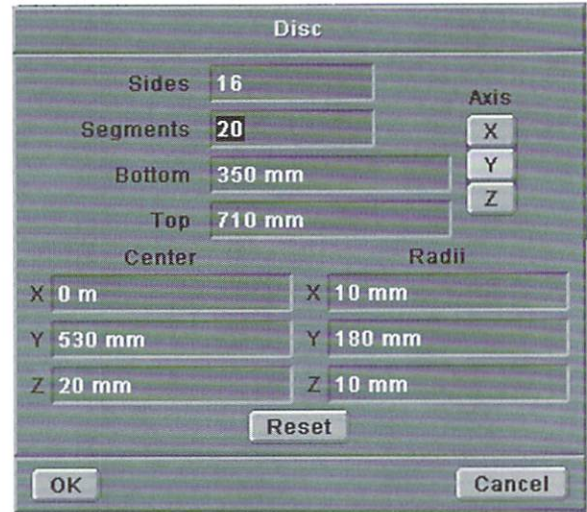 Disc
Sides 16
Axis
Segments 20
X
Bottom 350 mm
Y
Z
Top 710 mm
Center Radii
X 0 m X 10 mm
Y 530 mm Y 180 mm
Z 20 mm Z 10 mm
Reset
OK Cancel